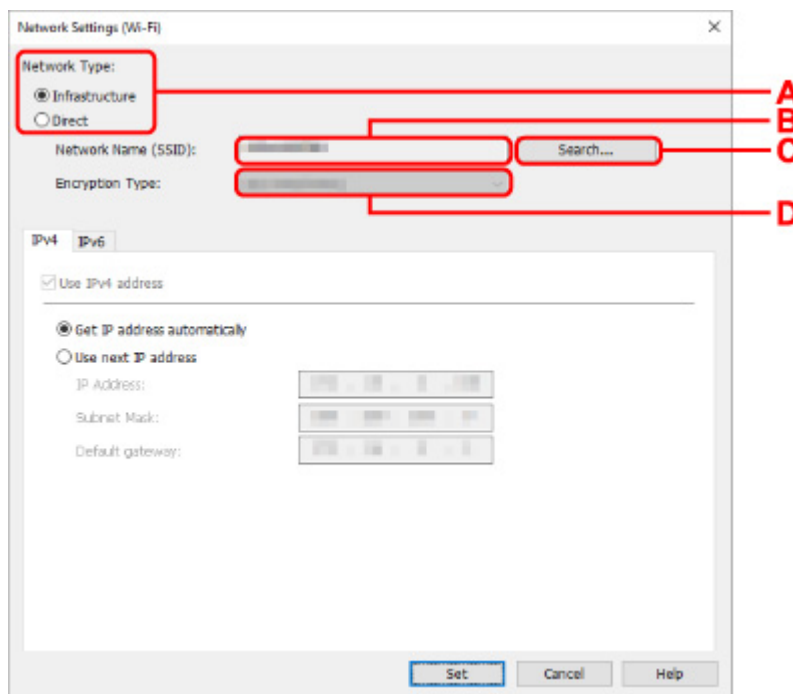 Network Settings (Wi-Fi)
Network Type:
Infrastructure
A
Direct
B
Network Name (SSID):
Search...
C
Encryption Type:
D
IPv4 IPv6
Use IPv4 address
Get IP address automatically
Use next IP address
IP Address:
Subnet Mask:
Default gateway:
Set Cancel Help